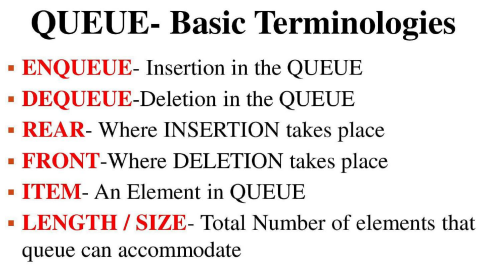 QUEUE- Basic Terminologies
▪ ENQUEUE- Insertion in the QUEUE
▪ DEQUEUE-Deletion in the QUEUE
▪ REAR- Where INSERTION takes place
▪ FRONT-Where DELETION takes place
▪ ITEM- An Element in QUEUE
▪ LENGTH / SIZE- Total Number of elements that
queue can accommodate